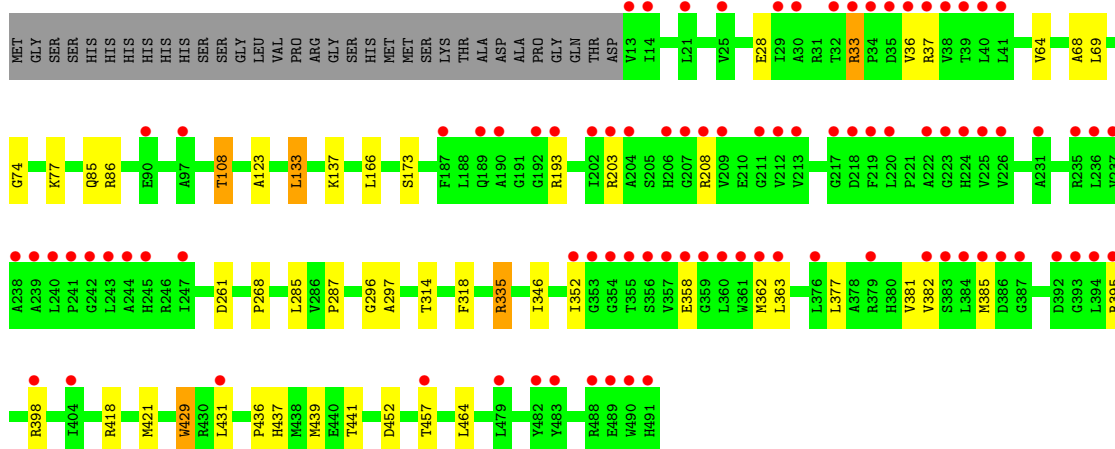 MET GLY SER SER HIS HIS HIS HIS HIS HIS SER SER GLY LEU VAL PRO ARG GLY SER HIS MET MET SER LYS THR ALA ASP ALA PRO GLY GLN THR ASP V13 I14 L21 V25 E28 I29 A30 R31 T32 R33 P34 D35 V36 R37 V38 T39 L40 L41 V64 A68 L69
G74 K77 Q85 R86 E90 A97 T108 A123 L133 K137 L166 S173 F187 L188 Q189 A190 G191 G192 R193 I202 R203 A204 S205 H206 G207 R208 V209 E210 G211 V212 V213 G217 D218 F219 L220 P221 A222 G223 H224 V225 V226 A231 R235 L236 V237
A238 A239 L240 P241 G242 L243 A244 H245 R246 I247 D261 P268 L285 V286 P287 G296 A297 T314 F318 R335 I346 I352 G353 G354 T355 S356 V357 E358 G359 L360 W361 M362 L363 L376 L377 A378 R379 H380 V381 V382 S383 L384 M385 D386 G387 D392 G393 L394
R398 I404 R418 M421 W429 R430 L431 P436 H437 M438 M439 E440 T441 D452 T457 L464 L479 Y482 Y483 R488 E489 W490 H491